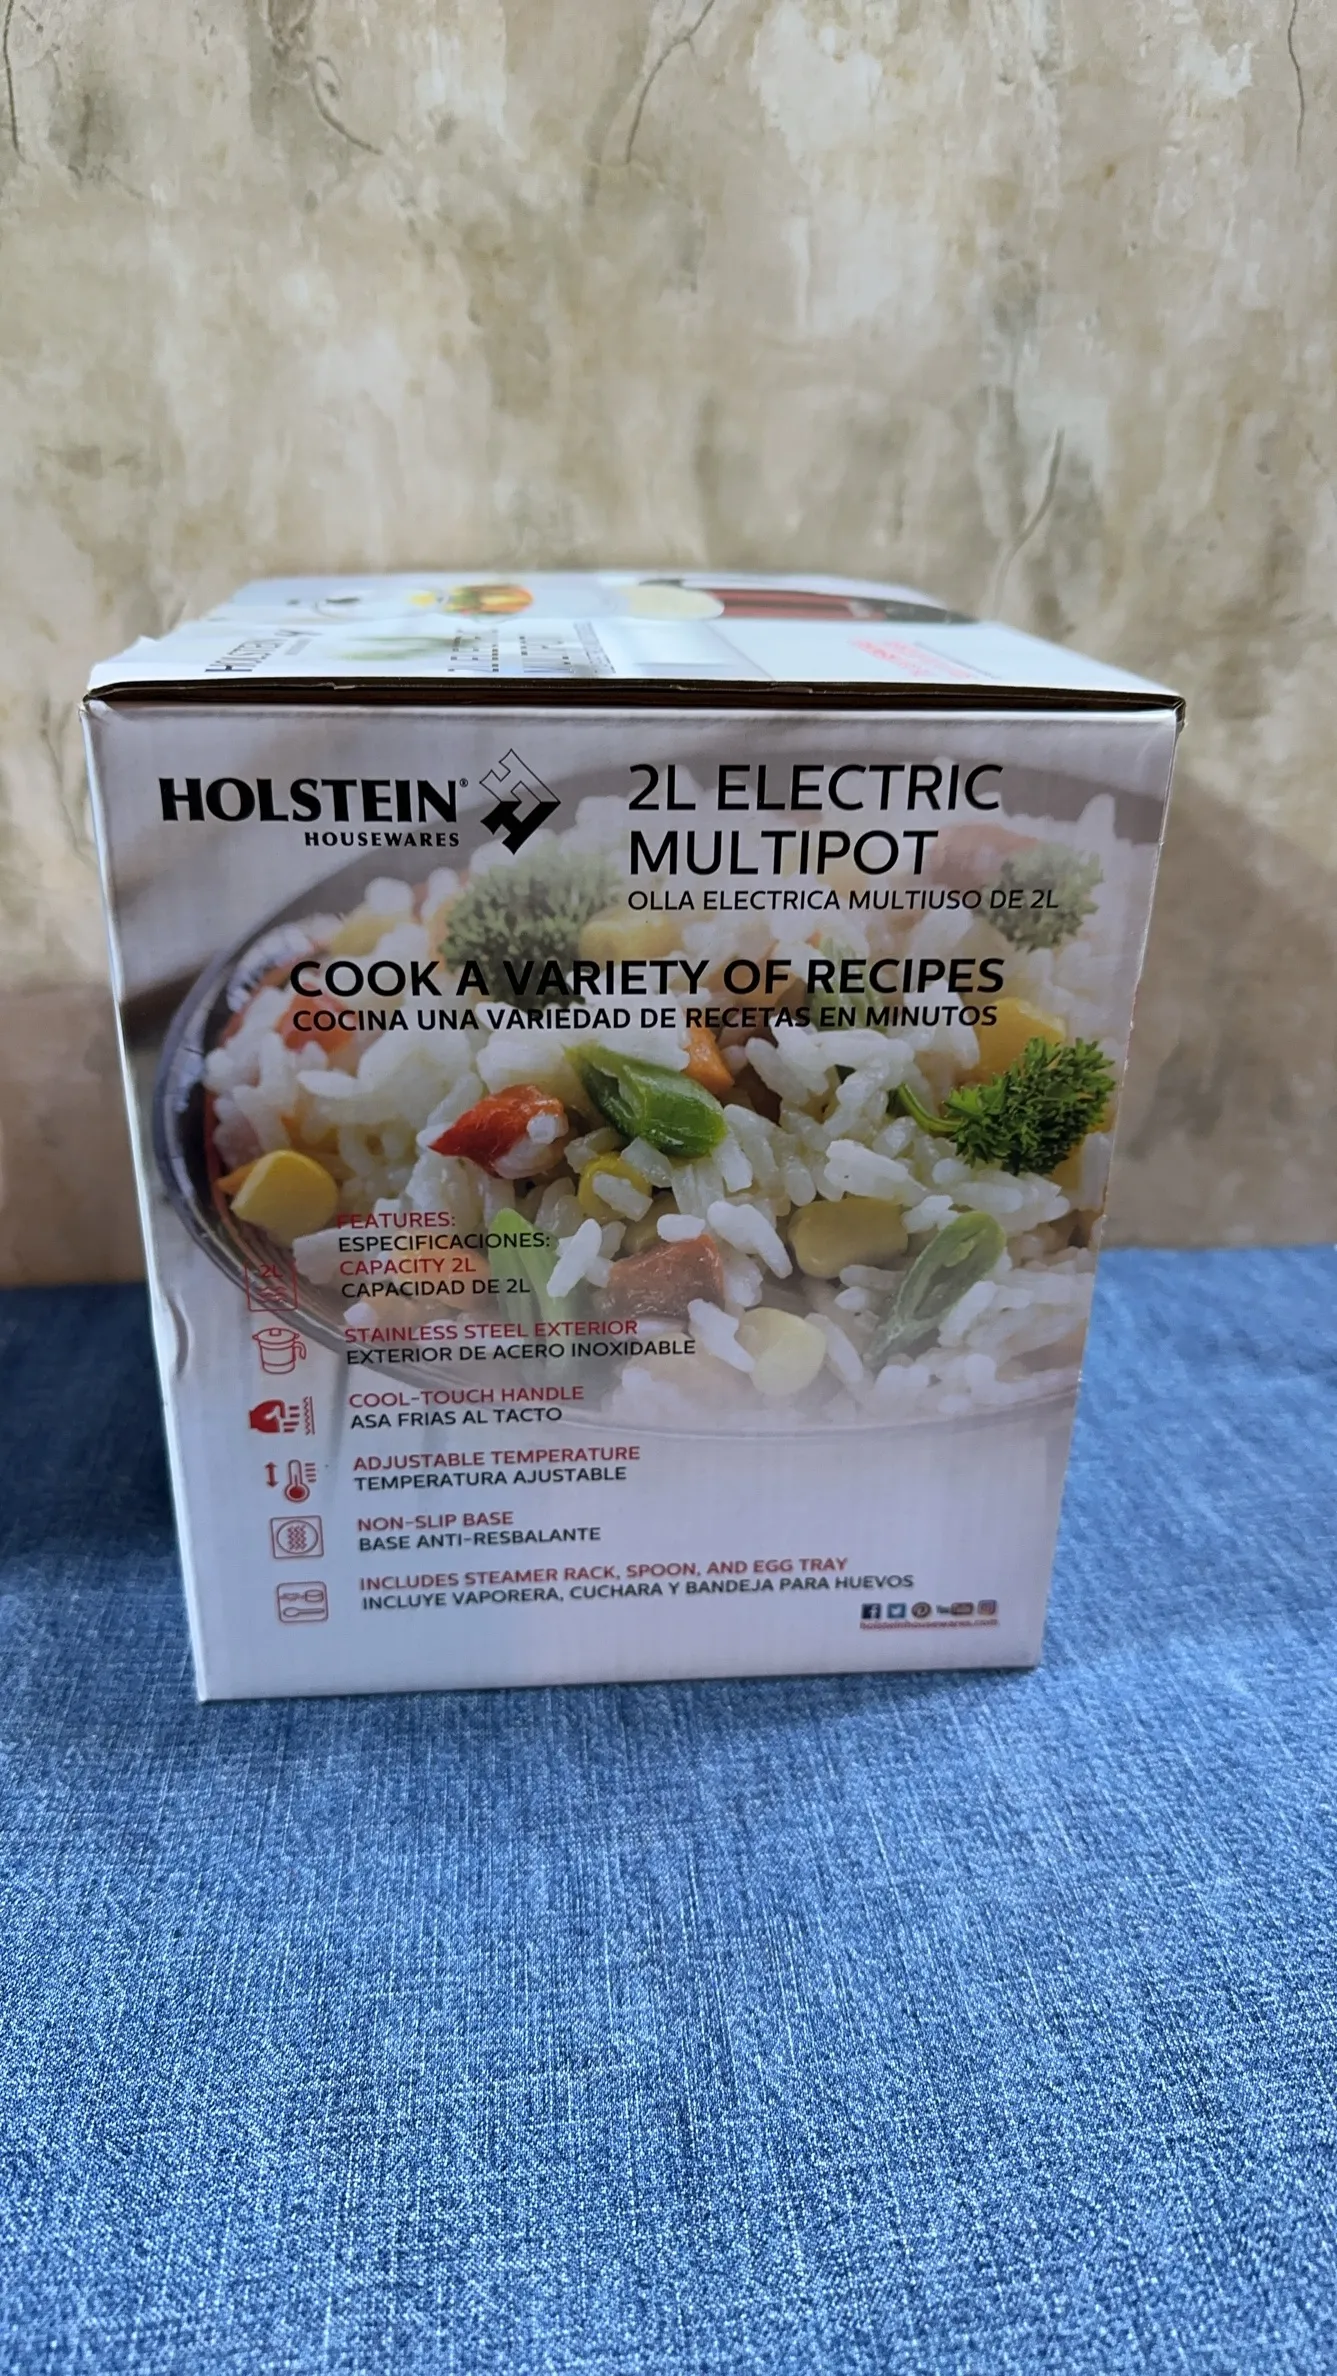 HOLSTEIN
HOLSTEIN®
HOUSEWARES
2L ELECTRIC
MULTIPOT
OLLA ELECTRICA MULTIUSO DE 2L
COOK A VARIETY OF RECIPES
COCINA UNA VARIEDAD DE RECETAS EN MINUTOS
FEATURES:
ESPECIFICACIONES:
2L
CAPACITY 2L
CAPACIDAD DE 2L
STAINLESS STEEL EXTERIOR
EXTERIOR DE ACERO INOXIDABLE
COOL-TOUCH HANDLE
ASA FRIAS AL TACTO
ADJUSTABLE TEMPERATURE
TEMPERATURA AJUSTABLE
NON-SLIP BASE
BASE ANTI-RESBALANTE
INCLUDES STEAMER RACK, SPOON, AND EGG TRAY
INCLUYE VAPORERA, CUCHARA Y BANDEJA PARA HUEVOS
holsteinhousewares.com